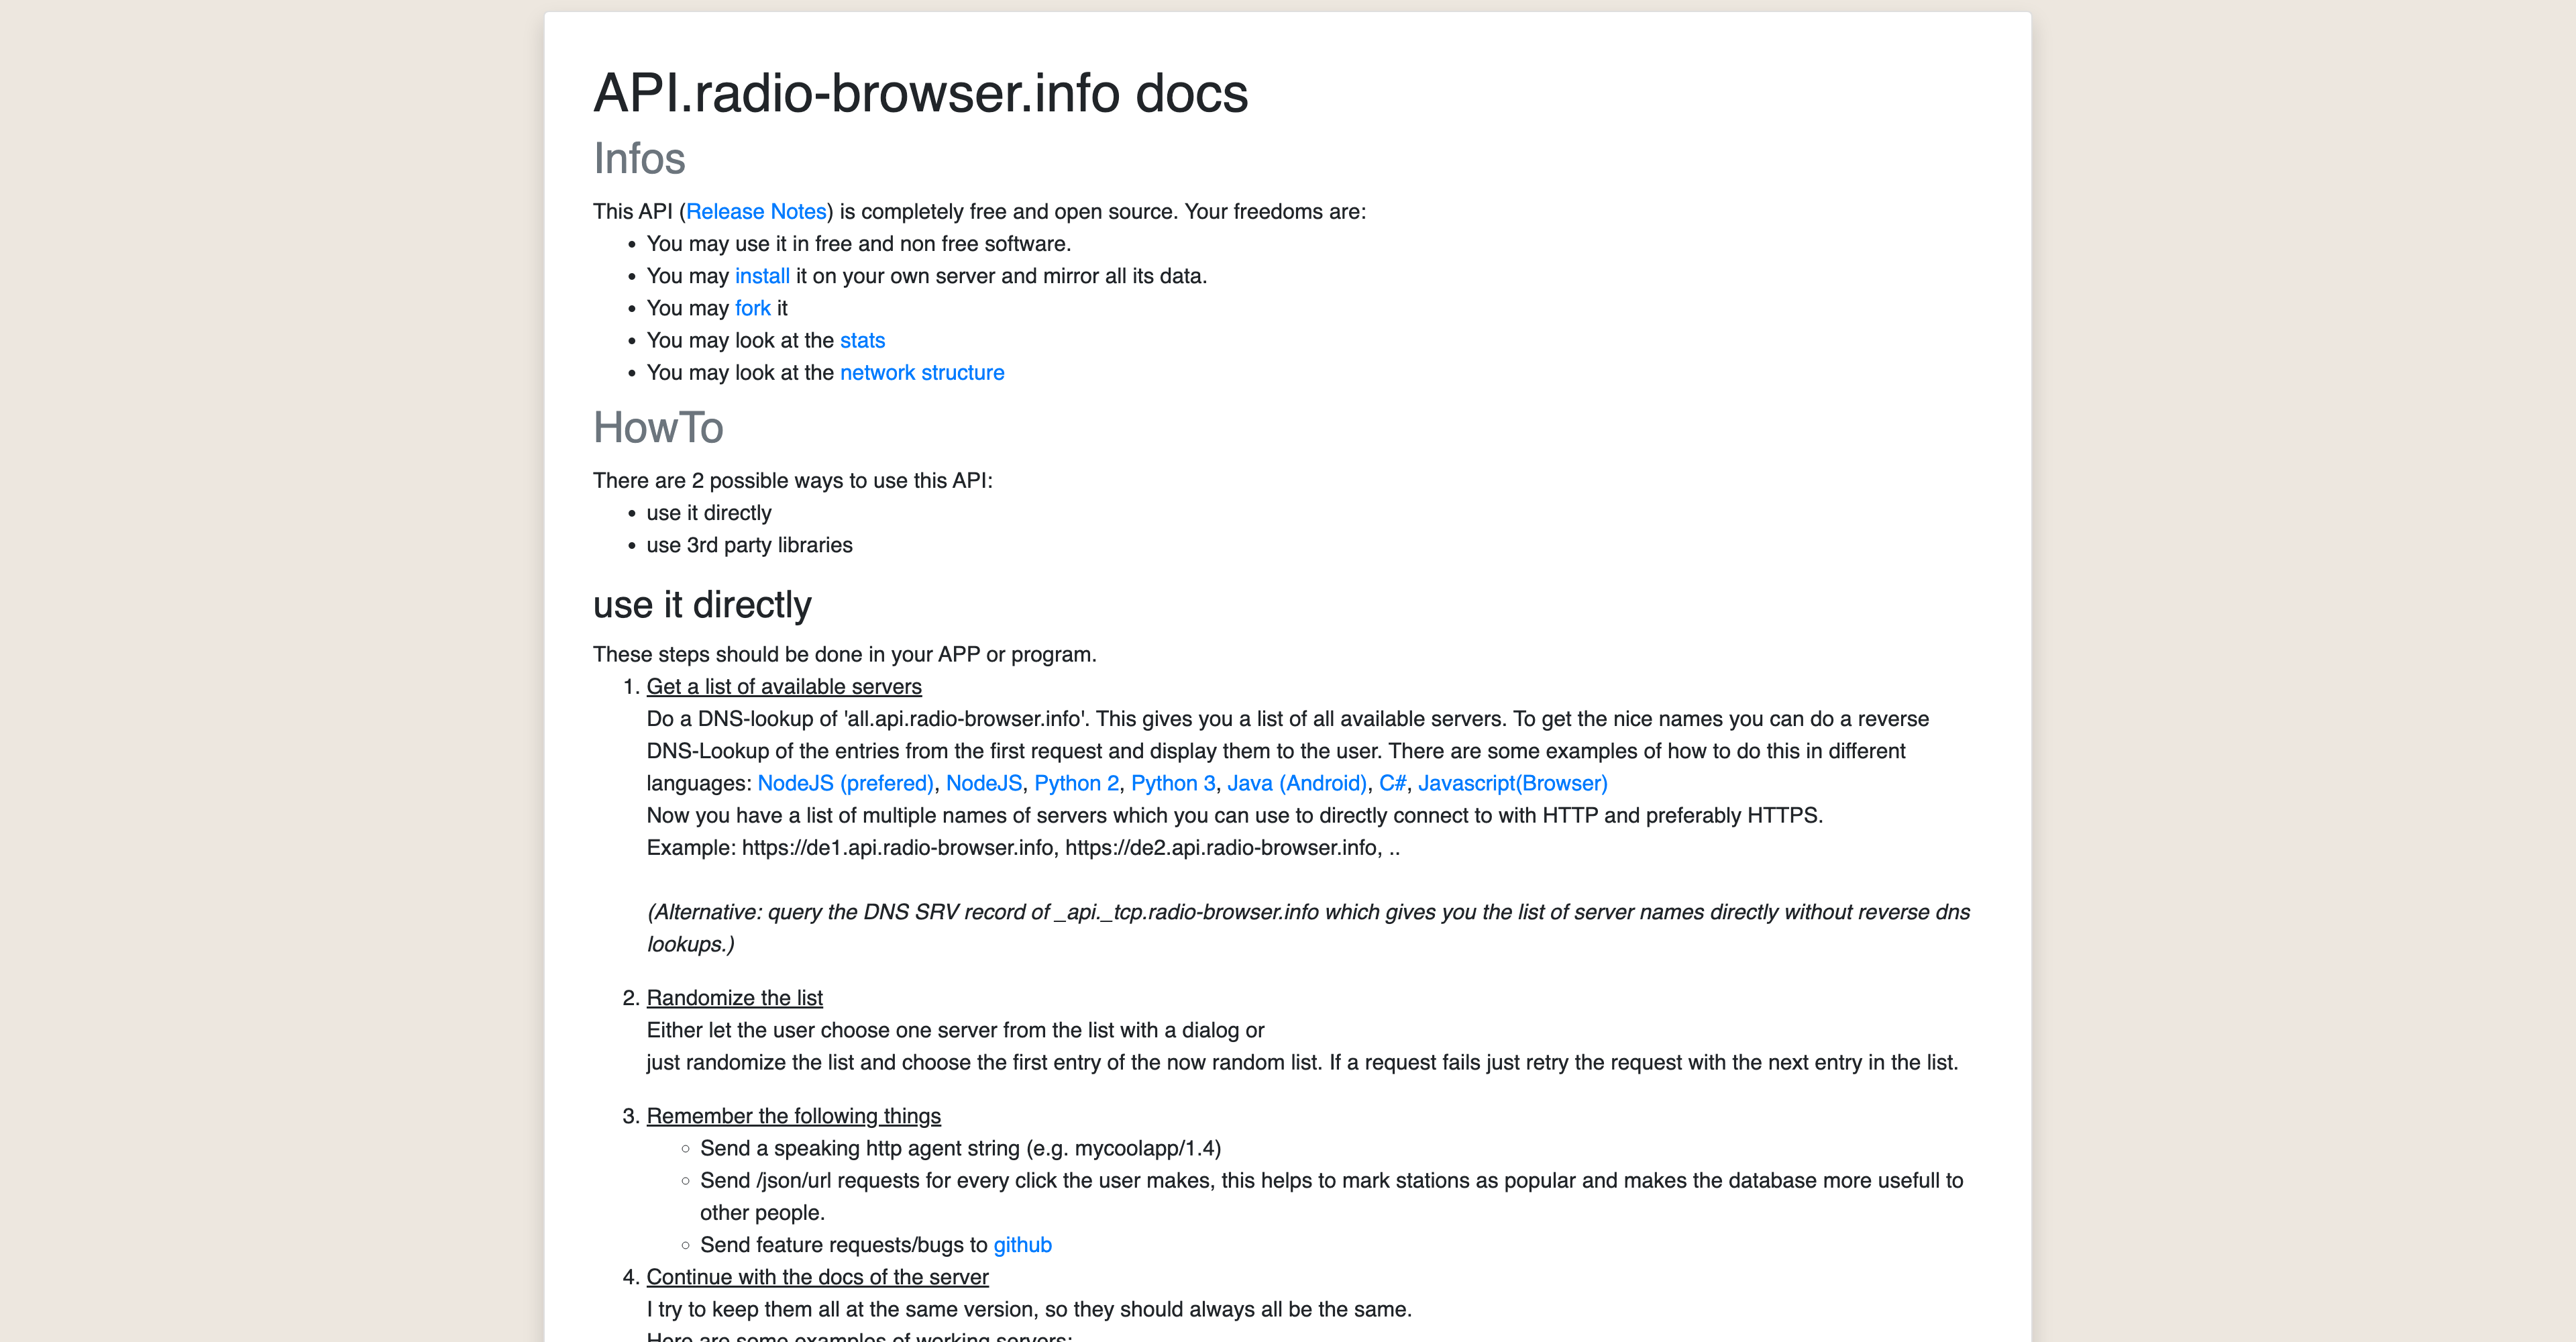 API.radio-browser.info docs
Infos
This API (Release Notes) is completely free and open source. Your freedoms are:
• You may use it in free and non free software.
• You may install it on your own server and mirror all its data.
• You may fork it
• You may look at the stats
• You may look at the network structure
HowTo
There are 2 possible ways to use this API:
• use it directly
• use 3rd party libraries
use it directly
These steps should be done in your APP or program.
1. Get a list of available servers
Do a DNS-lookup of 'all.api.radio-browser.info'. This gives you a list of all available servers. To get the nice names you can do a reverse
DNS-Lookup of the entries from the first request and display them to the user. There are some examples of how to do this in different
languages: NodeJS (prefered), NodeJS, Python 2, Python 3, Java (Android), C#, Javascript(Browser)
Now you have a list of multiple names of servers which you can use to directly connect to with HTTP and preferably HTTPS.
Example: https://de1.api.radio-browser.info, https://de2.api.radio-browser.info, ..
(Alternative: query the DNS SRV record of _api._tcp.radio-browser.info which gives you the list of server names directly without reverse dns
lookups.)
2. Randomize the list
Either let the user choose one server from the list with a dialog or
just randomize the list and choose the first entry of the now random list. If a request fails just retry the request with the next entry in the list.
3. Remember the following things
◦ Send a speaking http agent string (e.g. mycoolapp/1.4)
◦ Send /json/url requests for every click the user makes, this helps to mark stations as popular and makes the database more usefull to
other people.
◦ Send feature requests/bugs to github
4. Continue with the docs of the server
I try to keep them all at the same version, so they should always all be the same.
Here are some examples of working servers: